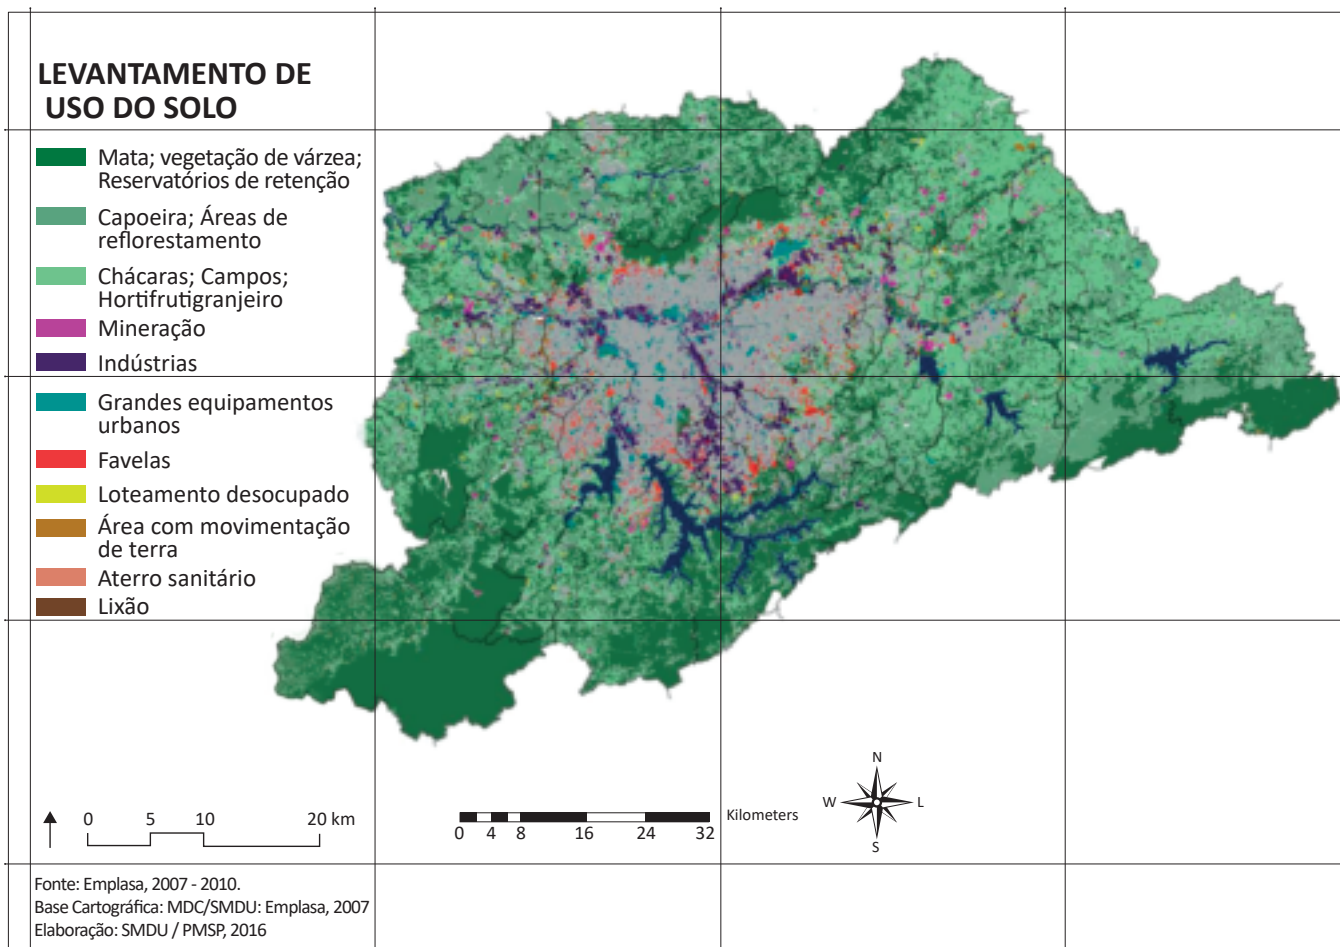 LEVANTAMENTO DE
USO DO SOLO
Mata; vegetação de várzea;
Reservatórios de retenção
Capoeira; Áreas de
reflorestamento
Chácaras; Campos;
Hortifrutigranjeiro
Mineração
Indústrias
Grandes equipamentos
urbanos
Favelas
Loteamento desocupado
Área com movimentação
de terra
Aterro sanitário
Lixão
0 5 10 20 km
0 4 8 16 24 32 Kilometers
N
W L
S
Fonte: Emplasa, 2007 - 2010.
Base Cartográfica: MDC/SMDU: Emplasa, 2007
Elaboração: SMDU / PMSP, 2016